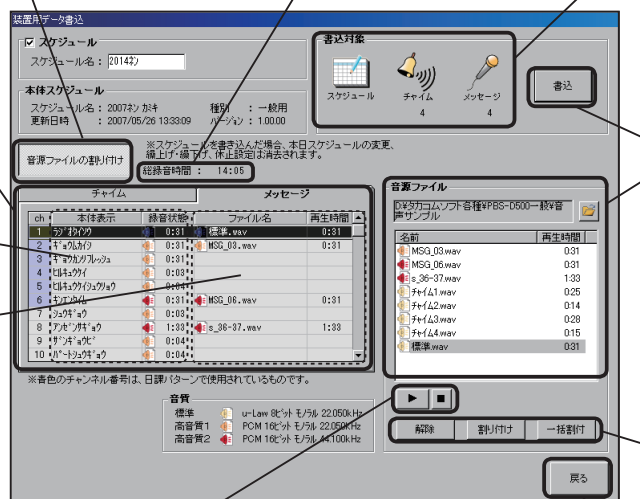 装置用データ書込
スケジュール
スケジュール名： 2014ﾈﾝ
本体スケジュール
スケジュール名： 2007ﾈﾝ ｶﾄｷ 種別 ： 一般用
更新日時 ： 2007/05/26 13:33:09 バージョン ： 1.00.00
書込対象
スケジュール チャイム メッセージ
4 4
書込
音源ファイルの割り付け
※スケジュールを書き込んだ場合、本日スケジュールの変更、
繰上げ・繰下げ、休止設定は消去されます。
総録音時間 ： 14:05
チャイム メッセージ
ch 本体表示 録音状態 ファイル名 再生時間
1 ﾗｼﾞｵﾀｲｿｳ 0:31 標準.wav 0:31
2 ｷﾞｮｳﾑｶｲｼ 0:31 MSG_03.wav 0:31
3 ｷﾞｮｳｶﾝﾘﾌﾚｯｼｭ 0:31
4 ﾋﾙｷｭｳｹｲ 0:03
5 ﾋﾙｷｭｳｹｲｼｭｳﾘｮｳ 0:04
6 ｷﾝｴﾝﾀｲﾑ 0:31 MSG_06.wav 0:31
7 ｼｭｳｷﾞｮｳ 0:03
8 ｱﾝｾﾞﾝｻｷﾞｮｳ 1:33 s_36-37.wav 1:33
9 ｻﾞﾝｷﾞｮｳﾋﾞ 0:04
10 ﾊﾟｰﾄｼｭｳｷﾞｮｳ 0:04
※青色のチャンネル番号は、日課パターンで使用されているものです。
音質
標準 u-Law 8ﾋﾞｯﾄ ﾓﾉﾗﾙ 22.050kHz
高音質1 PCM 16ﾋﾞｯﾄ ﾓﾉﾗﾙ 22.050kHz
高音質2 PCM 16ﾋﾞｯﾄ ﾓﾉﾗﾙ 44.100kHz
音源ファイル
D:¥タカコムソフト各種¥PBS-D500一般¥音
声サンプル
名前 再生時間
MSG_03.wav 0:31
MSG_06.wav 0:31
s_36-37.wav 1:33
チャイム1.wav 0:25
チャイム2.wav 0:14
チャイム3.wav 0:28
チャイム4.wav 0:15
標準.wav 0:31
解除 割り付け 一括割付
戻る